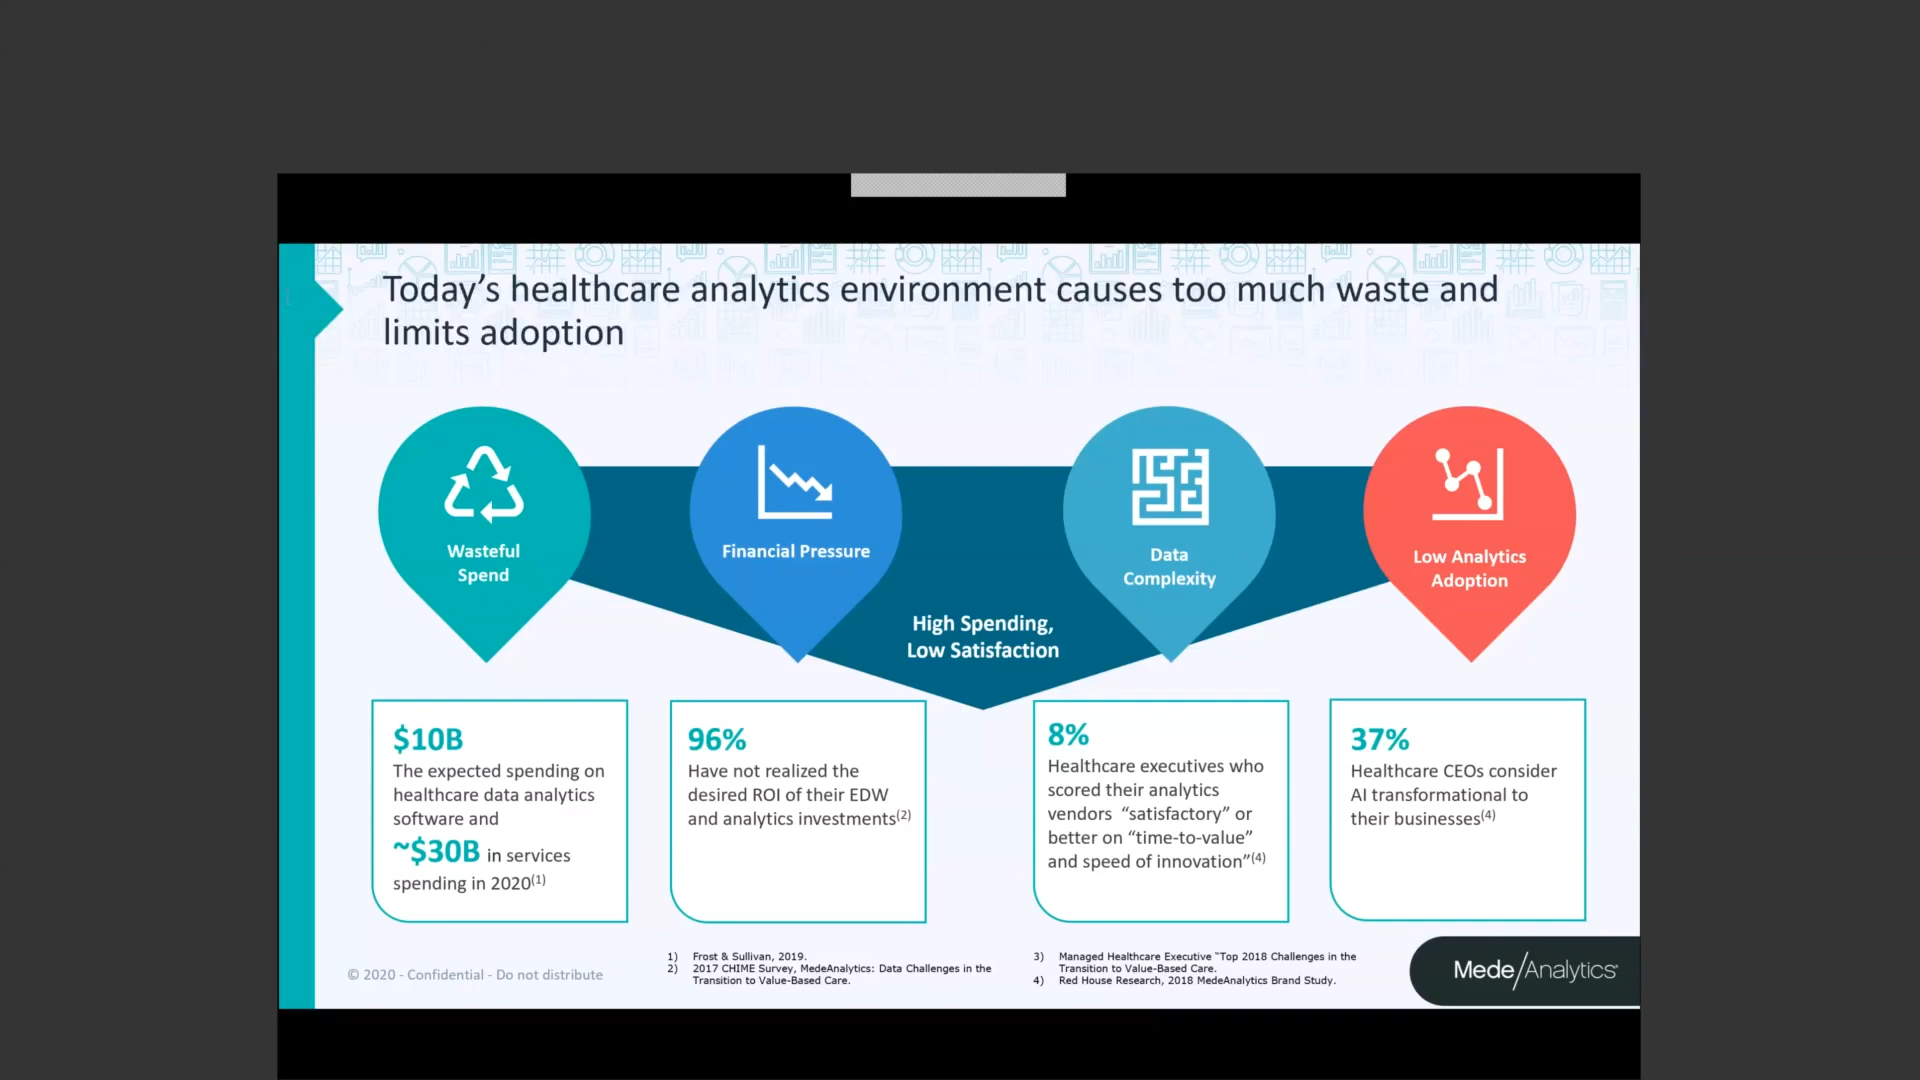 Today’s healthcare analytics environment causes too much waste and
limits adoption
Wasteful
Spend
Financial Pressure
Data
Complexity
Low Analytics
Adoption
High Spending,
Low Satisfaction
$10B
The expected spending on
healthcare data analytics
software and
~$30B in services
spending in 2020(1)
96%
Have not realized the
desired ROI of their EDW
and analytics investments(2)
8%
Healthcare executives who
scored their analytics
vendors “satisfactory” or
better on “time-to-value”
and speed of innovation”(4)
37%
Healthcare CEOs consider
AI transformational to
their businesses(4)
© 2020 - Confidential - Do not distribute
1) Frost & Sullivan, 2019.
2) 2017 CHIME Survey, MedeAnalytics: Data Challenges in the
Transition to Value-Based Care.
3) Managed Healthcare Executive “Top 2018 Challenges in the
Transition to Value-Based Care.
4) Red House Research, 2018 MedeAnalytics Brand Study.
Mede/Analytics®